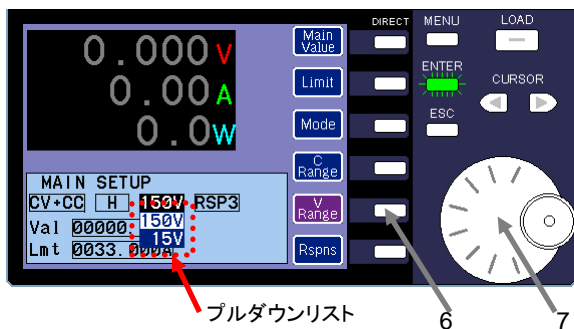 DIRECT MENU LOAD
0.000V
Main Value
ENTER
0.00A
Limit
CURSOR
ESC
0.0W
Mode
C Range
MAIN SETUP
CV+CC H 150V RSP3
V Range
150V
Val 00000.
15V
Lmt 0033.000A
Rspns
プルダウンリスト
6
7